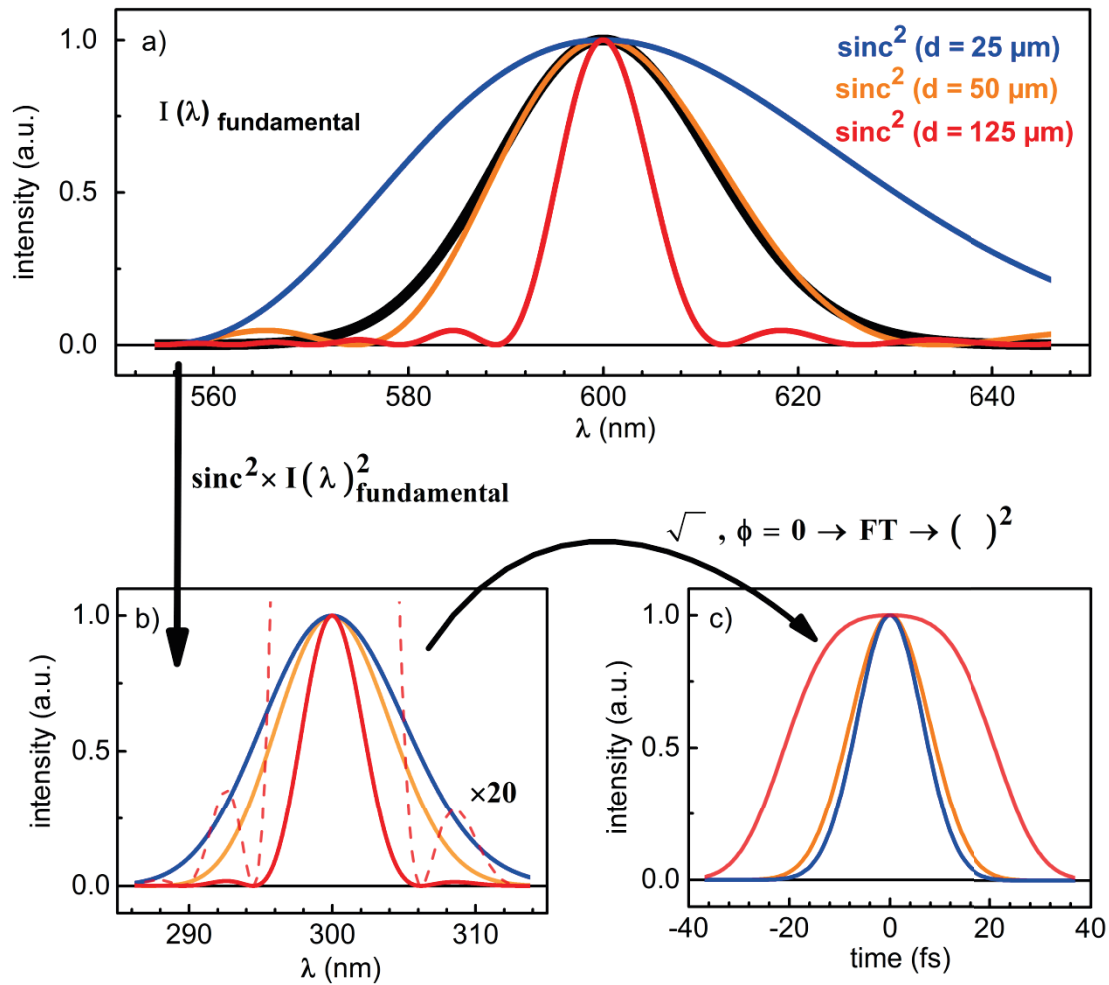 a)
sinc² (d = 25 µm)
sinc² (d = 50 µm)
sinc² (d = 125 µm)
I (λ) fundamental
intensity (a.u.)
1.0
0.5
0.0
560
580
600
620
640
λ (nm)
sinc² × I ( λ )²fundamental
√ , ϕ = 0 → FT → ( )²
b)
intensity (a.u.)
1.0
0.5
0.0
×20
290
300
310
λ (nm)
c)
intensity (a.u.)
1.0
0.5
0.0
-40
-20
0
20
40
time (fs)